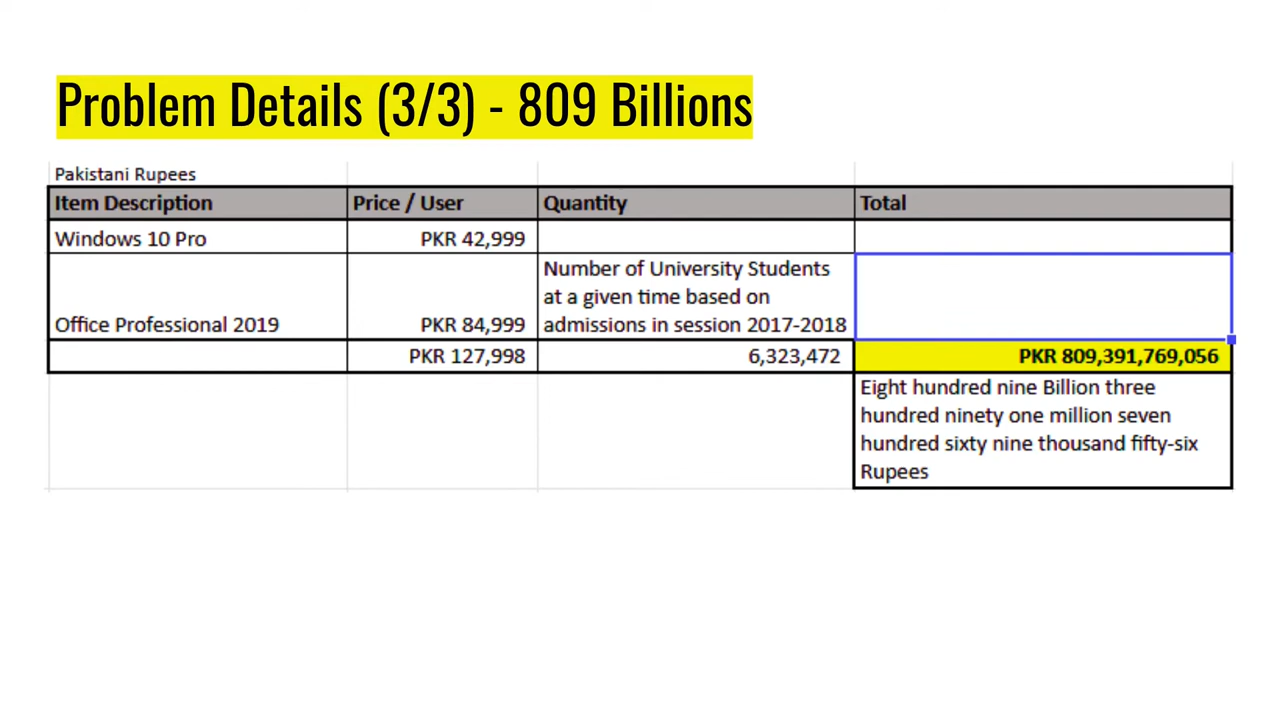 Problem Details (3/3) - 809 Billions
Pakistani Rupees
Item Description Price / User Quantity Total
Windows 10 Pro PKR 42,999
Number of University Students
at a given time based on
Office Professional 2019 PKR 84,999 admissions in session 2017-2018
PKR 127,998 6,323,472 PKR 809,391,769,056
Eight hundred nine Billion three
hundred ninety one million seven
hundred sixty nine thousand fifty-six
Rupees